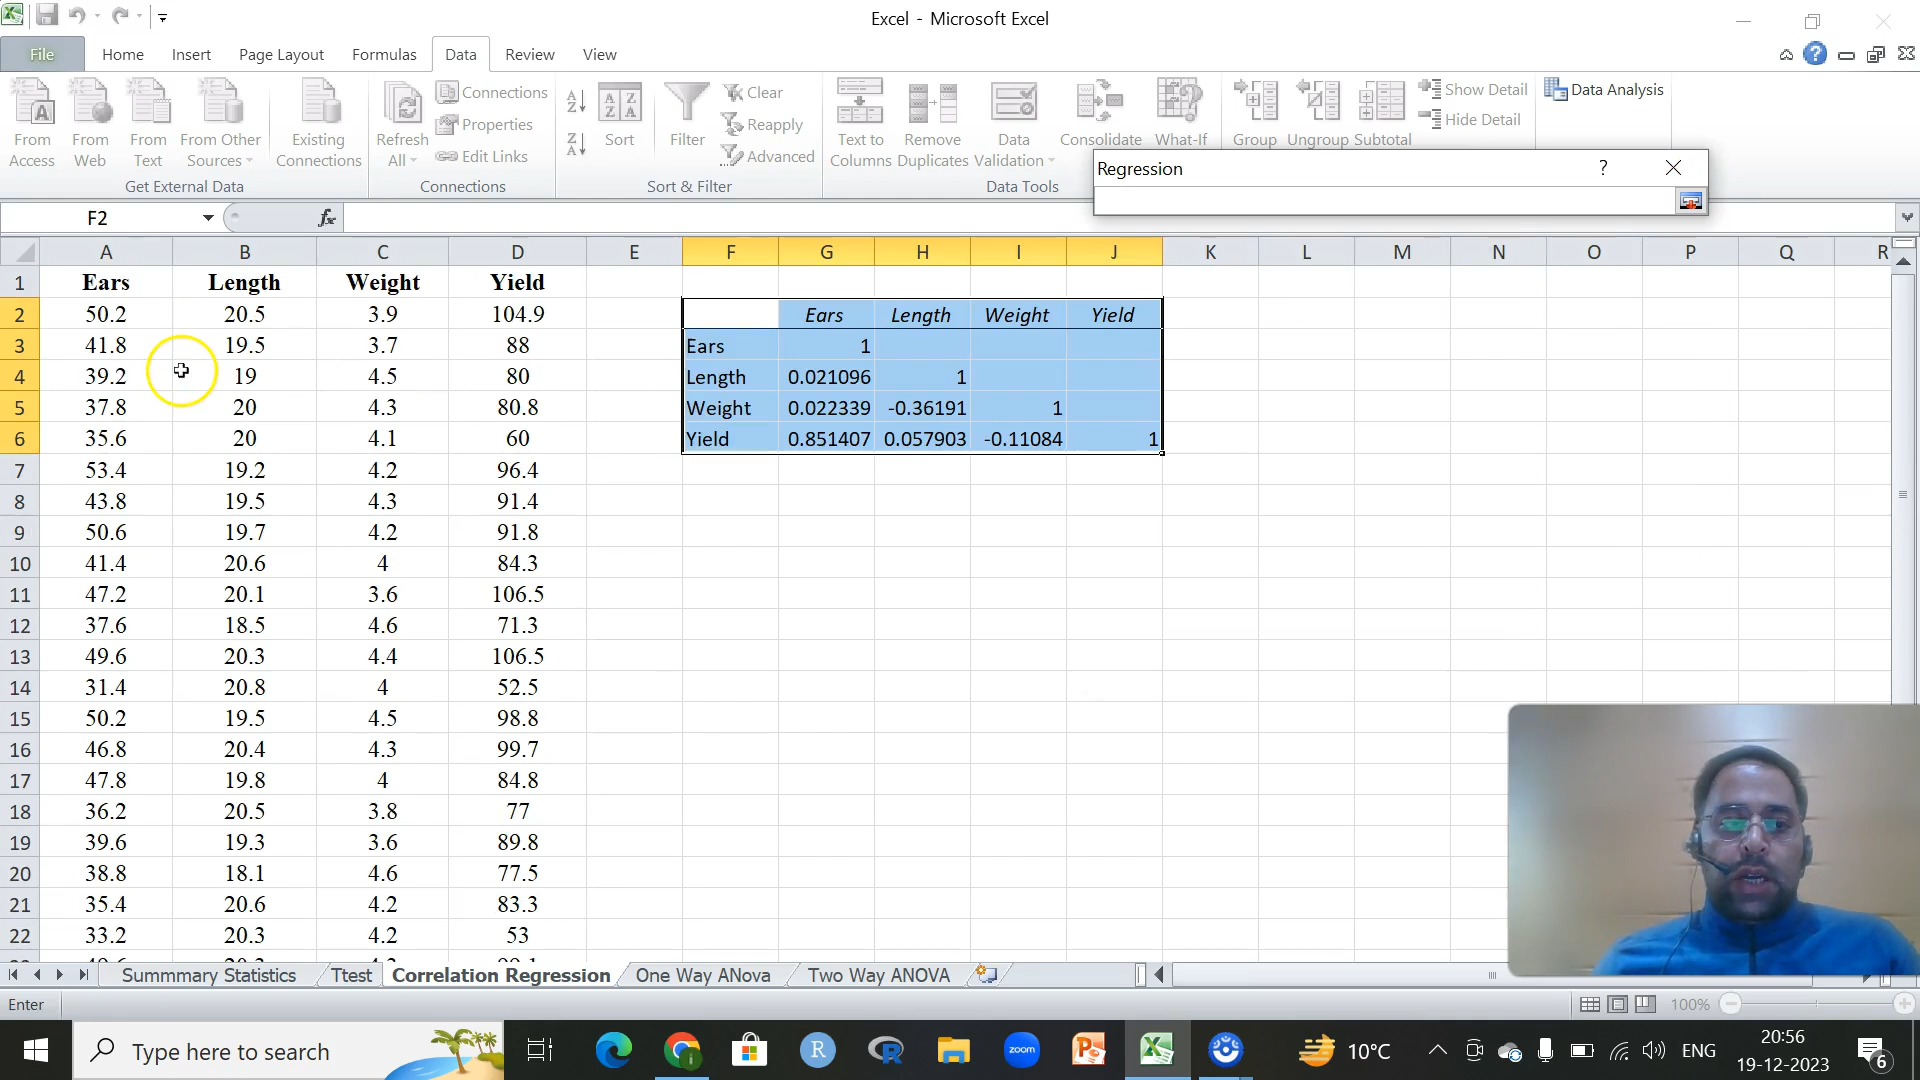 Excel - Microsoft Excel
File Home Insert Page Layout Formulas Data Review View
From Access
From Web
From Text
From Other Sources
Existing Connections
Get External Data
Refresh All
Connections
Properties
Edit Links
Connections
Sort
Filter
Clear
Reapply
Advanced
Sort & Filter
Text to Columns
Remove Duplicates
Data Validation
Consolidate
What-If
Data Tools
Group
Ungroup
Subtotal
Show Detail
Hide Detail
Data Analysis
Regression ?
F2 fx
A B C D E F G H I J K L M N O P Q R
1 Ears Length Weight Yield
2 50.2 20.5 3.9 104.9 Ears Length Weight Yield
3 41.8 19.5 3.7 88 Ears 1
4 39.2 19 4.5 80 Length 0.021096 1
5 37.8 20 4.3 80.8 Weight 0.022339 -0.36191 1
6 35.6 20 4.1 60 Yield 0.851407 0.057903 -0.11084 1
7 53.4 19.2 4.2 96.4
8 43.8 19.5 4.3 91.4
9 50.6 19.7 4.2 91.8
10 41.4 20.6 4 84.3
11 47.2 20.1 3.6 106.5
12 37.6 18.5 4.6 71.3
13 49.6 20.3 4.4 106.5
14 31.4 20.8 4 52.5
15 50.2 19.5 4.5 98.8
16 46.8 20.4 4.3 99.7
17 47.8 19.8 4 84.8
18 36.2 20.5 3.8 77
19 39.6 19.3 3.6 89.8
20 38.8 18.1 4.6 77.5
21 35.4 20.6 4.2 83.3
22 33.2 20.3 4.2 53
Summmary Statistics Ttest Correlation Regression One Way ANova Two Way ANOVA
Enter 100%
Type here to search
zoom
10°C
ENG
20:56
19-12-2023
6